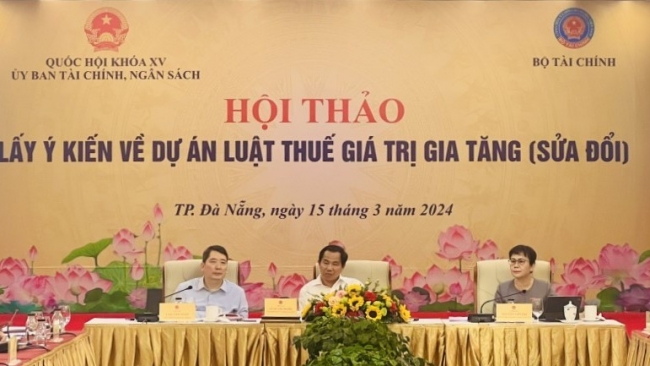 QUỐC HỘI KHÓA XV
ỦY BAN TÀI CHÍNH, NGÂN SÁCH
BỘ TÀI CHÍNH
HỘI THẢO
LẤY Ý KIẾN VỀ DỰ ÁN LUẬT THUẾ GIÁ TRỊ GIA TĂNG (SỬA ĐỔI)
TP. Đà Nẵng, ngày 15 tháng 3 năm 2024